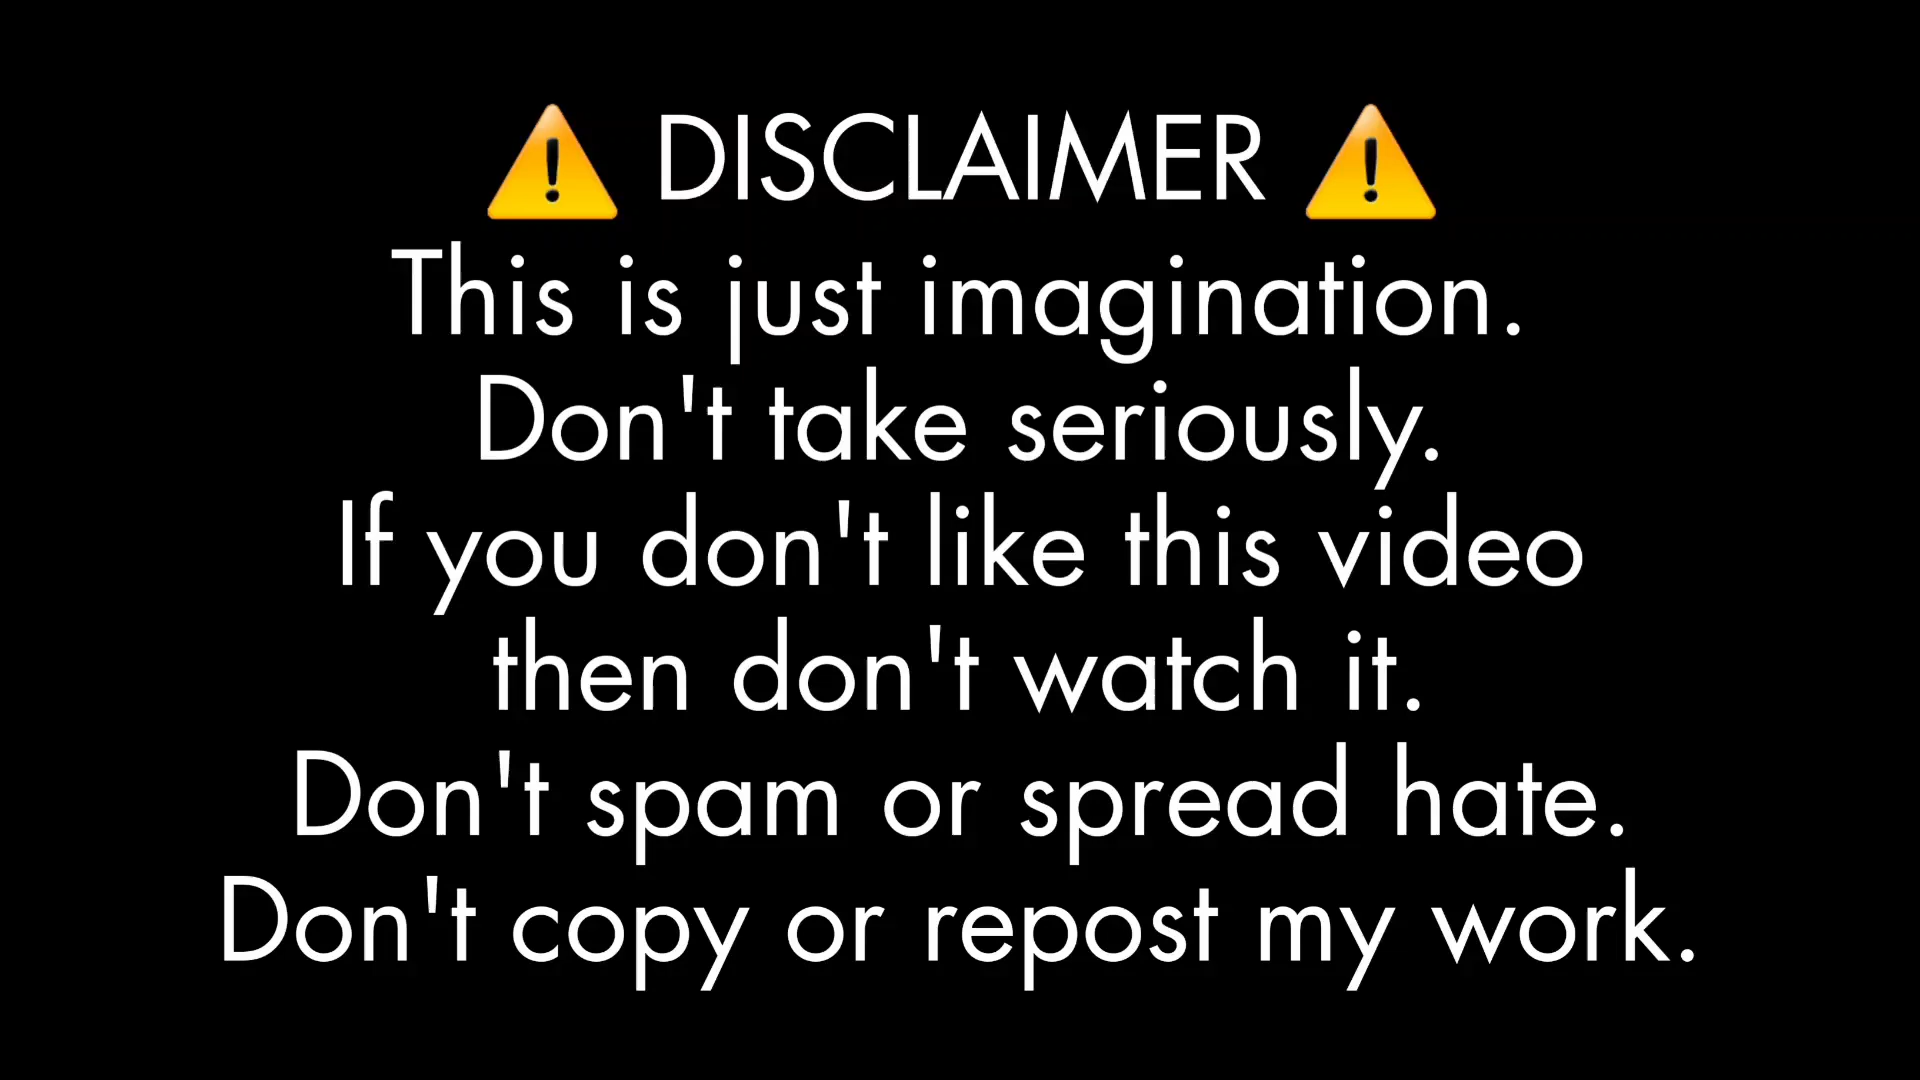 ⚠️ DISCLAIMER ⚠️
This is just imagination.
Don't take seriously.
If you don't like this video
then don't watch it.
Don't spam or spread hate.
Don't copy or repost my work.